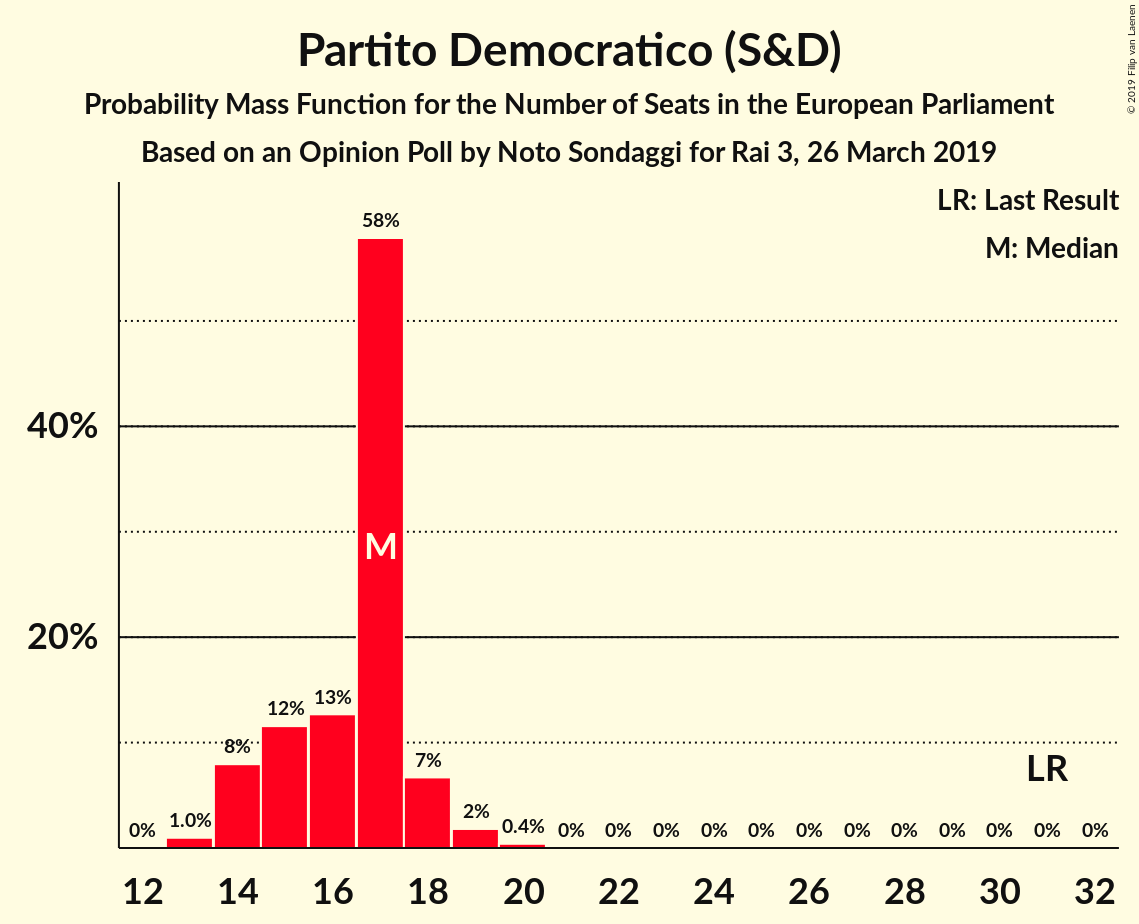 Partito Democratico (S&D)
Probability Mass Function for the Number of Seats in the European Parliament
Based on an Opinion Poll by Noto Sondaggi for Rai 3, 26 March 2019
© 2019 Filip van Laenen
LR: Last Result
M: Median
58%
40%
M
20%
13%
12%
8%
7%
LR
2%
1.0%
0.4%
0% 0% 0% 0% 0% 0% 0% 0% 0% 0% 0% 0% 0%
12 14 16 18 20 22 24 26 28 30 32